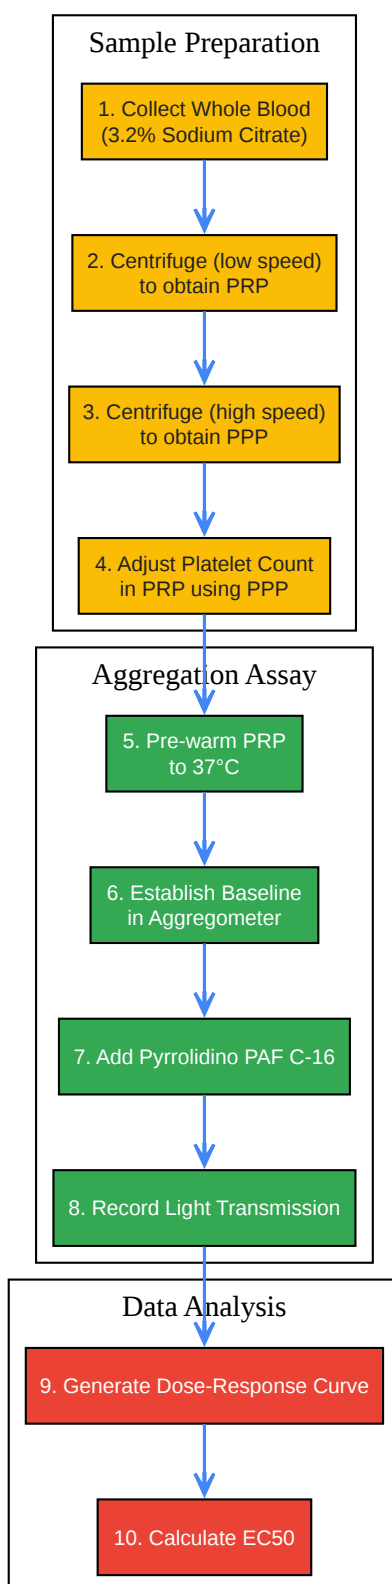 Sample Preparation
1. Collect Whole Blood
(3.2% Sodium Citrate)
2. Centrifuge (low speed)
to obtain PRP
3. Centrifuge (high speed)
to obtain PPP
4. Adjust Platelet Count
in PRP using PPP
Aggregation Assay
5. Pre-warm PRP
to 37°C
6. Establish Baseline
in Aggregometer
7. Add Pyrrolidino PAF C-16
8. Record Light Transmission
Data Analysis
9. Generate Dose-Response Curve
10. Calculate EC50